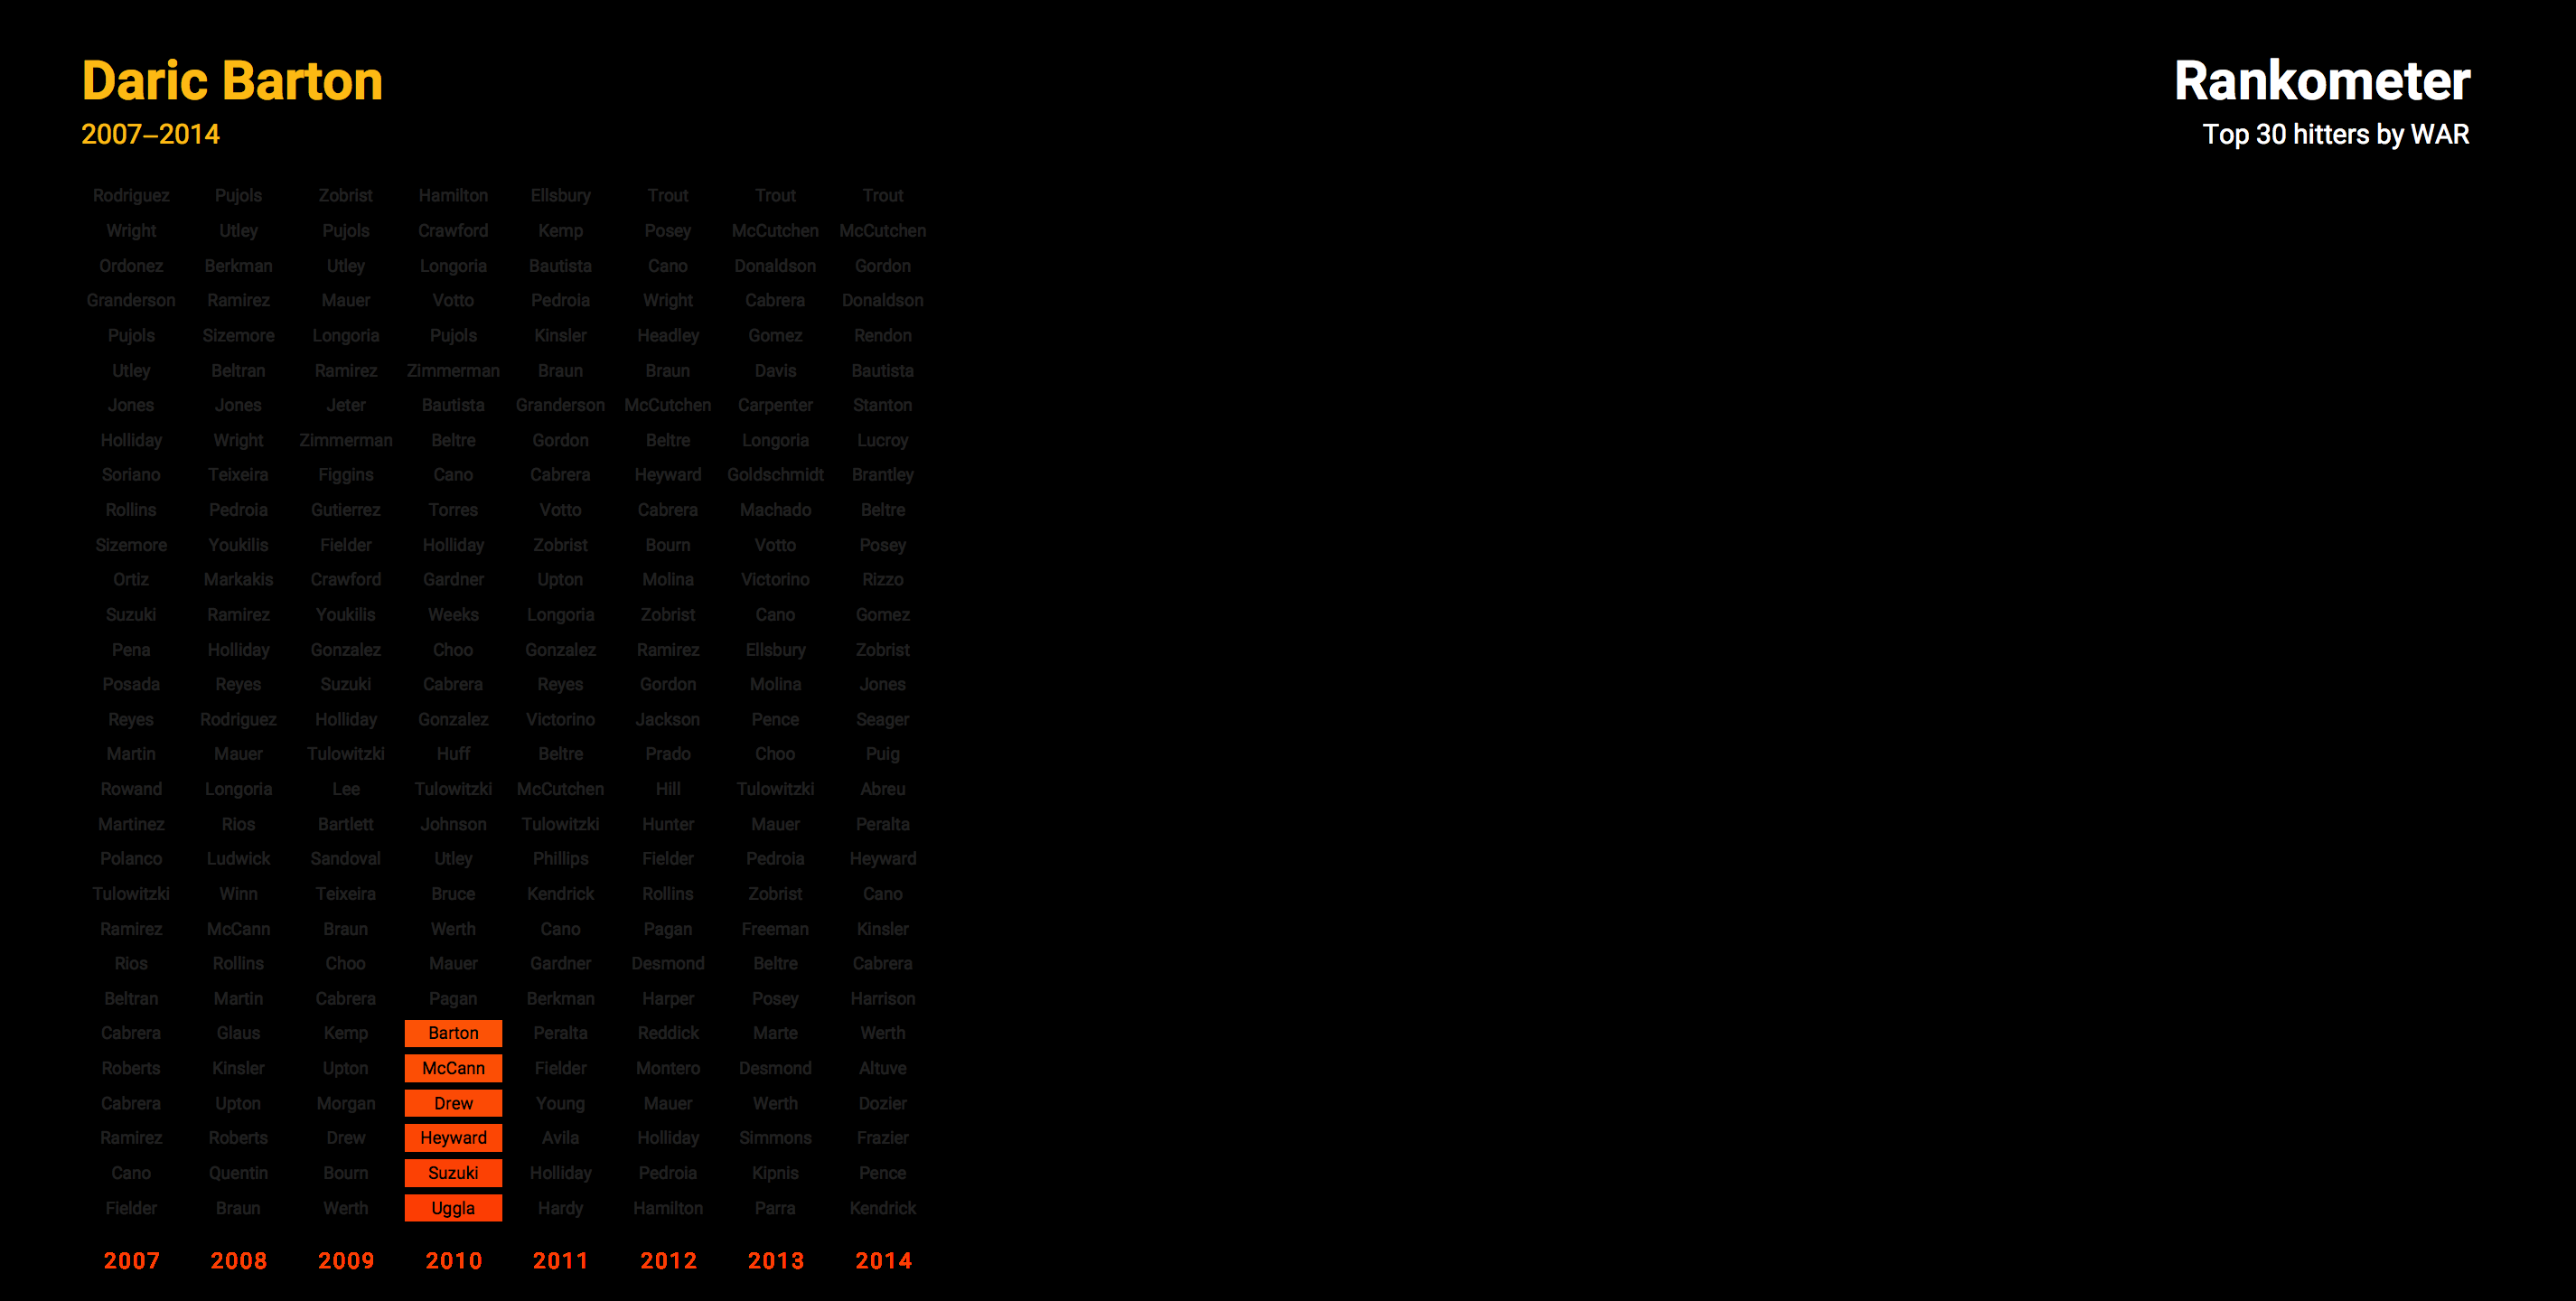 Daric Barton
2007–2014
Rankometer
Top 30 hitters by WAR
Rodriguez Pujols Zobrist Hamilton Ellsbury Trout Trout Trout
Wright Utley Pujols Crawford Kemp Posey McCutchen McCutchen
Ordonez Berkman Utley Longoria Bautista Cano Donaldson Gordon
Granderson Ramirez Mauer Votto Pedroia Wright Cabrera Donaldson
Pujols Sizemore Longoria Pujols Kinsler Headley Gomez Rendon
Utley Beltran Ramirez Zimmerman Braun Braun Davis Bautista
Jones Jones Jeter Bautista Granderson McCutchen Carpenter Stanton
Holliday Wright Zimmerman Beltre Gordon Beltre Longoria Lucroy
Soriano Teixeira Figgins Cano Cabrera Heyward Goldschmidt Brantley
Rollins Pedroia Gutierrez Torres Votto Cabrera Machado Beltre
Sizemore Youkilis Fielder Holliday Zobrist Bourn Votto Posey
Ortiz Markakis Crawford Gardner Upton Molina Victorino Rizzo
Suzuki Ramirez Youkilis Weeks Longoria Zobrist Cano Gomez
Pena Holliday Gonzalez Choo Gonzalez Ramirez Ellsbury Zobrist
Posada Reyes Suzuki Cabrera Reyes Gordon Molina Jones
Reyes Rodriguez Holliday Gonzalez Victorino Jackson Pence Seager
Martin Mauer Tulowitzki Huff Beltre Prado Choo Puig
Rowand Longoria Lee Tulowitzki McCutchen Hill Tulowitzki Abreu
Martinez Rios Bartlett Johnson Tulowitzki Hunter Mauer Peralta
Polanco Ludwick Sandoval Utley Phillips Fielder Pedroia Heyward
Tulowitzki Winn Teixeira Bruce Kendrick Rollins Zobrist Cano
Ramirez McCann Braun Werth Cano Pagan Freeman Kinsler
Rios Rollins Choo Mauer Gardner Desmond Beltre Cabrera
Beltran Martin Cabrera Pagan Berkman Harper Posey Harrison
Cabrera Glaus Kemp Barton Peralta Reddick Marte Werth
Roberts Kinsler Upton McCann Fielder Montero Desmond Altuve
Cabrera Upton Morgan Drew Young Mauer Werth Dozier
Ramirez Roberts Drew Heyward Avila Holliday Simmons Frazier
Cano Quentin Bourn Suzuki Holliday Pedroia Kipnis Pence
Fielder Braun Werth Uggla Hardy Hamilton Parra Kendrick
2007 2008 2009 2010 2011 2012 2013 2014